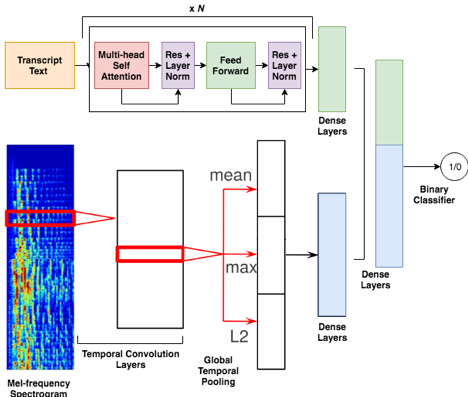 x N
Transcript
Text
Multi-head
Self
Attention
Res +
Layer
Norm
Feed
Forward
Res +
Layer
Norm
Dense
Layers
mean
max
L2
1/0
Binary
Classifier
Dense
Layers
Dense
Layers
Temporal Convolution
Layers
Global
Temporal
Pooling
Mel-frequency
Spectrogram